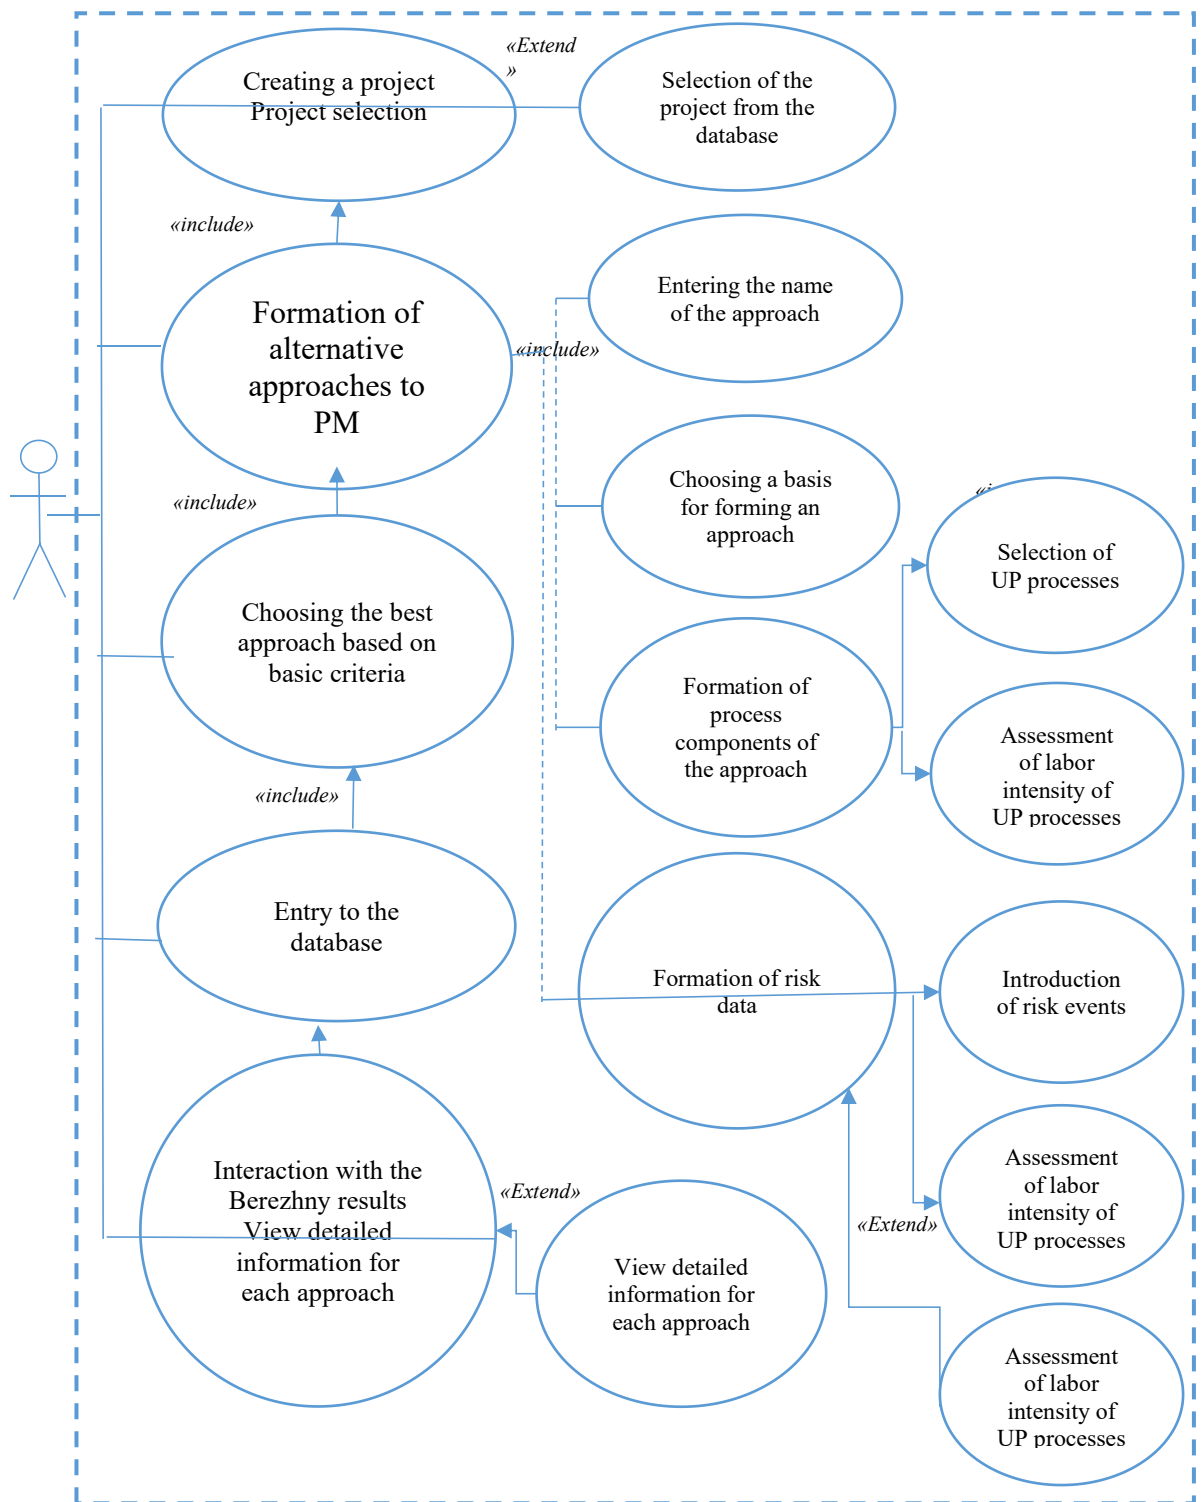 «Extend
»
Creating a project
Project selection
Selection of the
project from the
database
«include»
Formation of
alternative
approaches to
PM
«include»
Entering the name
of the approach
«include»
Choosing a basis
for forming an
approach
Selection of
UP processes
Choosing the best
approach based on
basic criteria
Formation of
process
components of
the approach
Assessment
of labor
intensity of
UP processes
«include»
Entry to the
database
Formation of risk
data
Introduction
of risk events
Interaction with the
Berezhny results
View detailed
information for
each approach
«Extend»
View detailed
information for
each approach
«Extend»
Assessment
of labor
intensity of
UP processes
Assessment
of labor
intensity of
UP processes